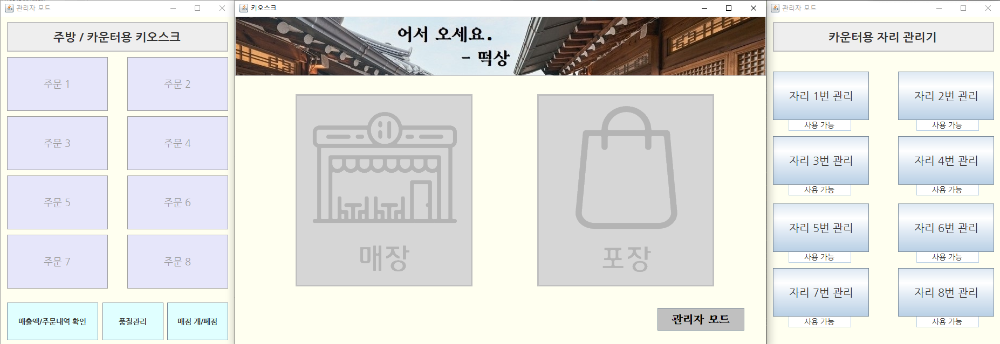 관리자 모드
주방 / 카운터용 키오스크
주문 1
주문 2
주문 3
주문 4
주문 5
주문 6
주문 7
주문 8
매출액/주문내역 확인
품절관리
매점 개/폐점
키오스크
어서 오세요.
- 떡상
매장
포장
관리자 모드
관리자 모드
카운터용 자리 관리기
자리 1번 관리
사용 가능
자리 2번 관리
사용 가능
자리 3번 관리
사용 가능
자리 4번 관리
사용 가능
자리 5번 관리
사용 가능
자리 6번 관리
사용 가능
자리 7번 관리
사용 가능
자리 8번 관리
사용 가능